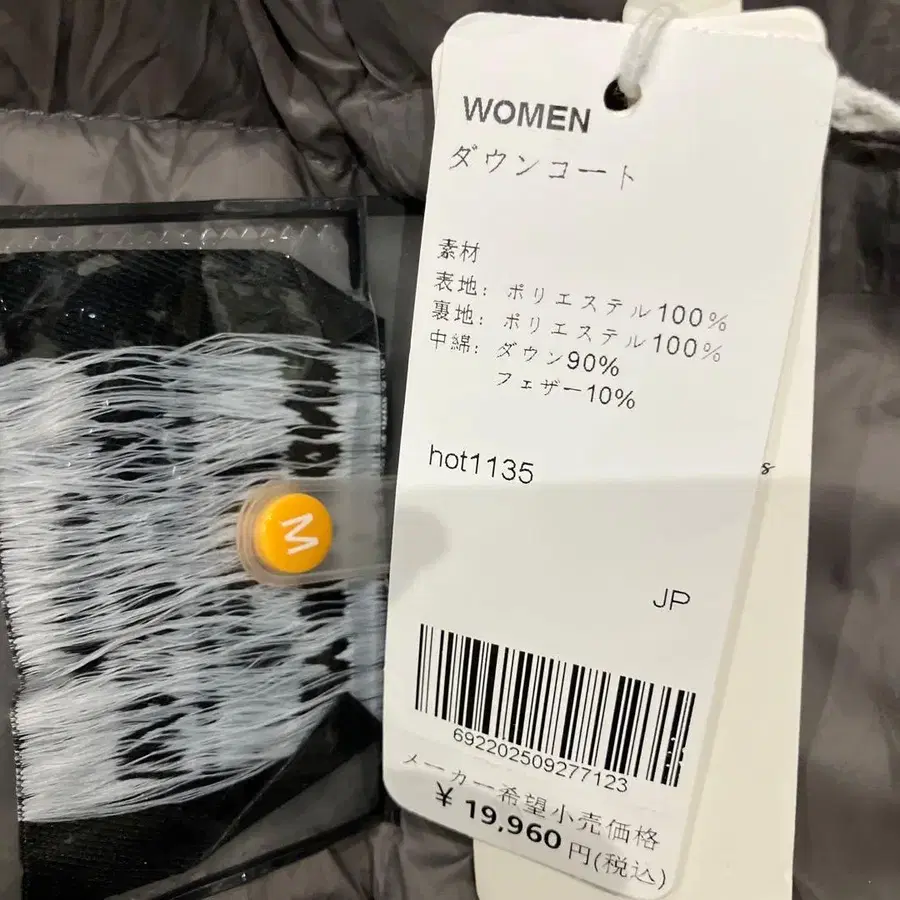 WOMEN
ダウンコート
素材
表地: ポリエステル100%
裏地: ポリエステル100%
中綿: ダウン90%
フェザー10%
hot1135
s
M
JP
692202509277123
メーカー希望小売価格
¥ 19,960円(税込)